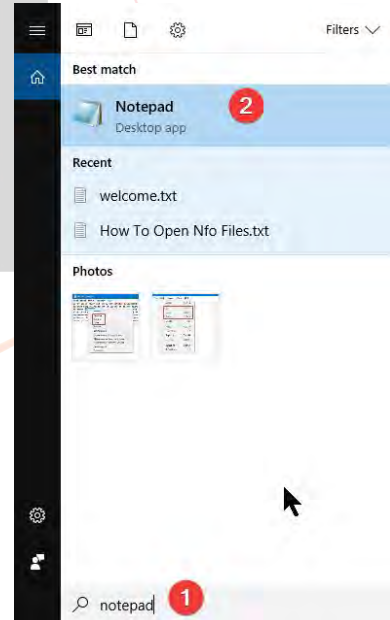 Filters
Best match
Notepad
2
Desktop app
Recent
welcome.txt
How To Open Nfo Files.txt
Photos
notepad
1